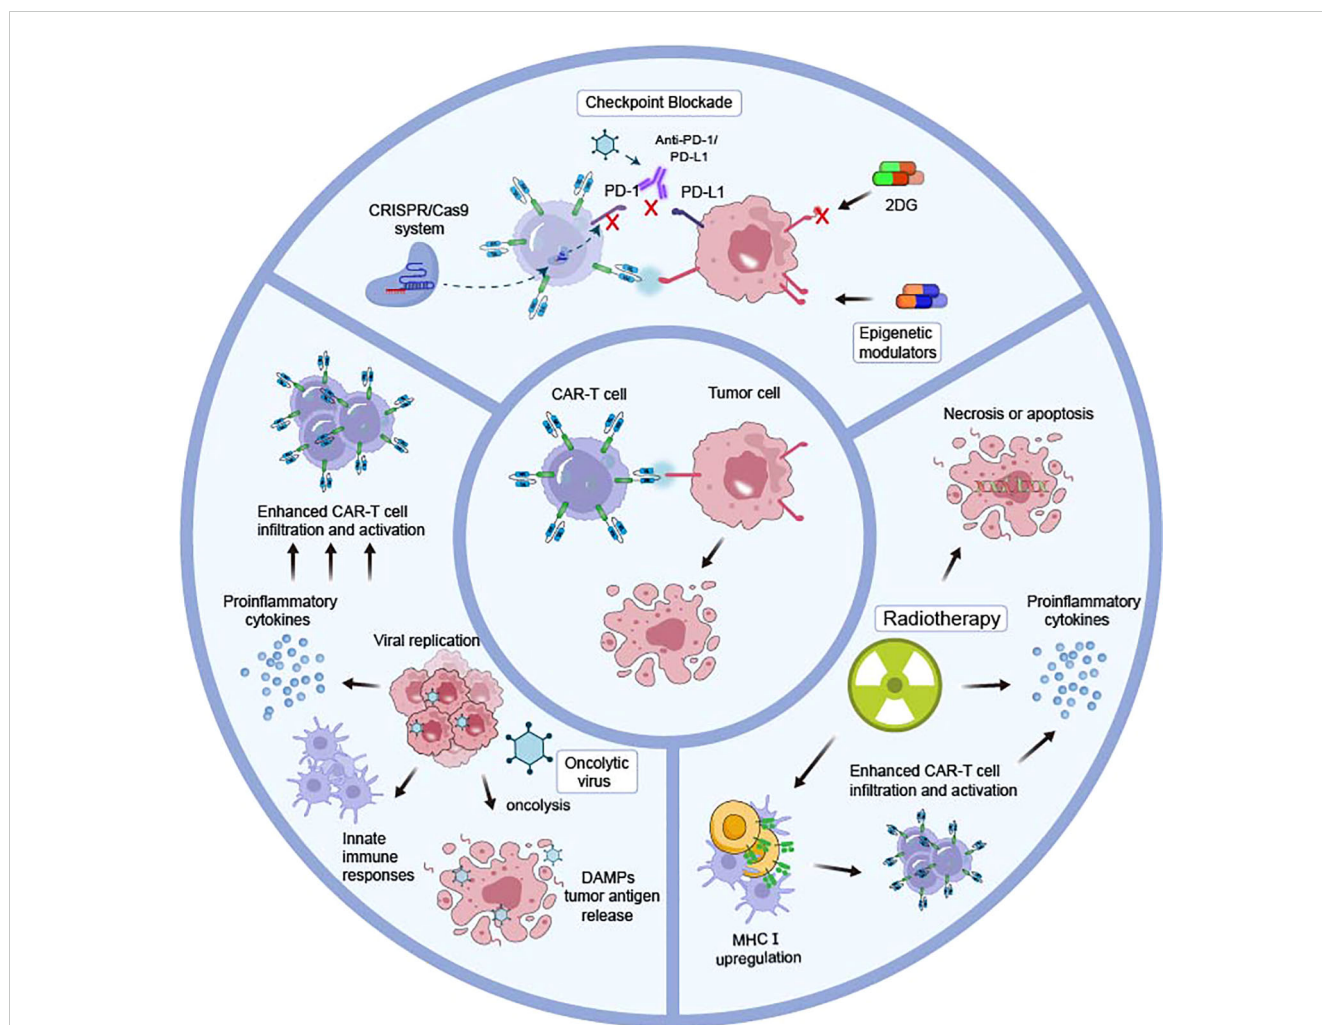 Checkpoint Blockade
Anti-PD-1/
PD-L1
PD-1
PD-L1
2DG
CRISPR/Cas9
system
Epigenetic
modulators
CAR-T cell
Tumor cell
Enhanced CAR-T cell
infiltration and activation
Proinflammatory
cytokines
Viral replication
Oncolytic
virus
oncolysis
Innate
immune
responses
DAMPs
tumor antigen
release
Necrosis or apoptosis
Radiotherapy
Proinflammatory
cytokines
Enhanced CAR-T cell
infiltration and activation
MHC I
upregulation